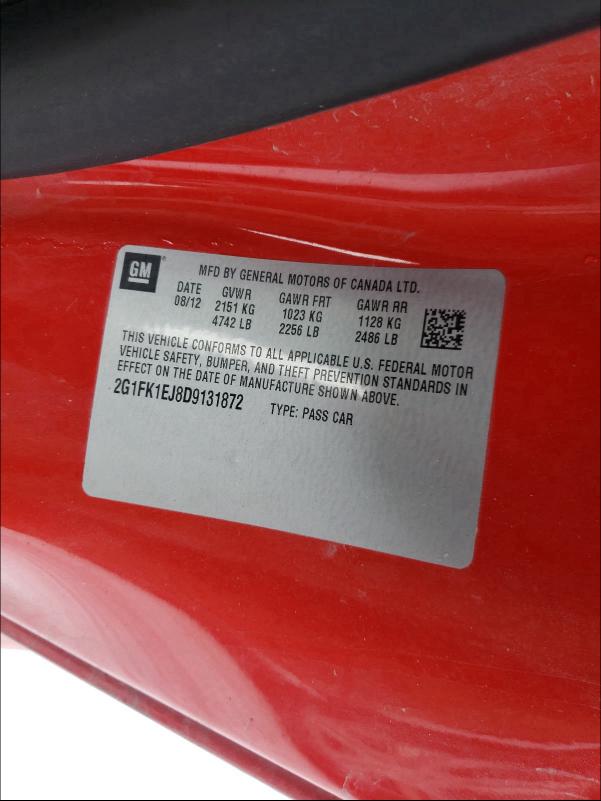 GM
MFD BY GENERAL MOTORS OF CANADA LTD.
DATE GVWR GAWR FRT GAWR RR
08/12 2151 KG 1023 KG 1128 KG
4742 LB 2256 LB 2486 LB
THIS VEHICLE CONFORMS TO ALL APPLICABLE U.S. FEDERAL MOTOR
VEHICLE SAFETY, BUMPER, AND THEFT PREVENTION STANDARDS IN
EFFECT ON THE DATE OF MANUFACTURE SHOWN ABOVE.
2G1FK1EJ8D9131872 TYPE: PASS CAR